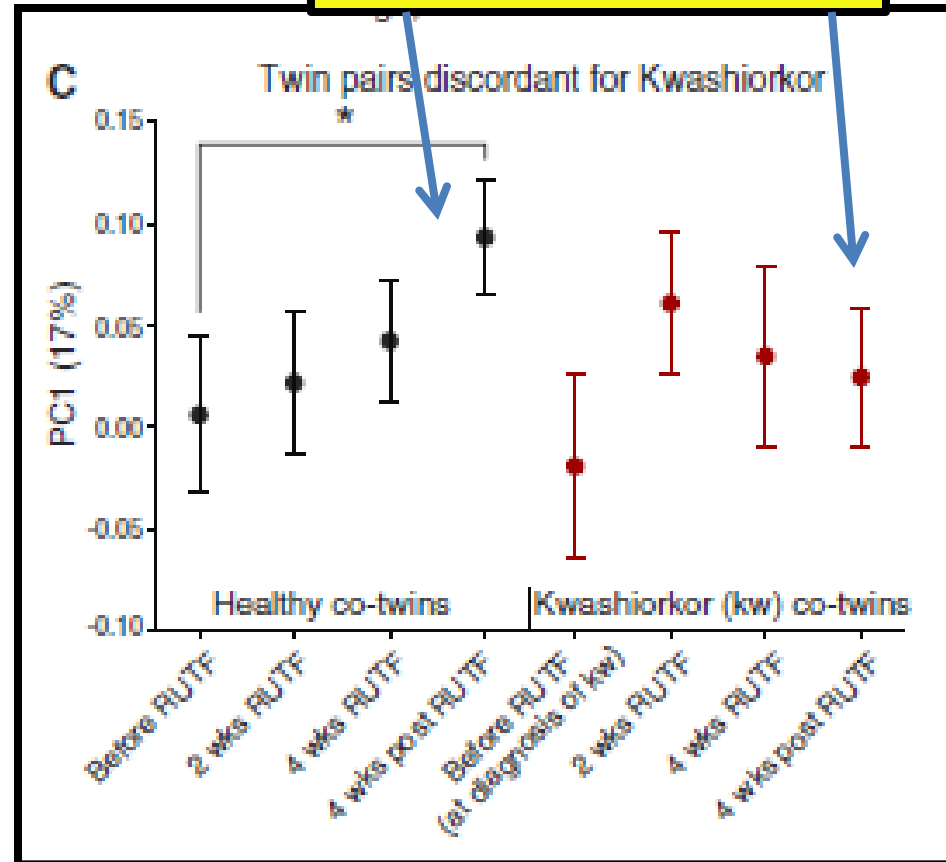 C
Twin pairs discordant for Kwashiorkor
*
0.15
0.10
0.05
0.00
-0.05
-0.10
PC1 (17%)
Healthy co-twins
Kwashiorkor (kw) co-twins
Before RUTF
2 wks RUTF
4 wks RUTF
4 wks post RUTF
Before RUTF
(at diagnosis of kw)
2 wks RUTF
4 wks RUTF
4 wks post RUTF